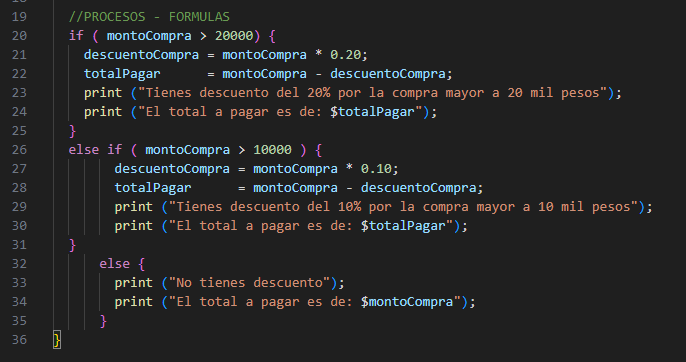 19 //PROCESOS - FORMULAS
20 if ( montoCompra > 20000) {
21 descuentoCompra = montoCompra * 0.20;
22 totalPagar      = montoCompra - descuentoCompra;
23 print ("Tienes descuento del 20% por la compra mayor a 20 mil pesos");
24 print ("El total a pagar es de: $totalPagar");
25 }
26 else if ( montoCompra > 10000 ) {
27 descuentoCompra = montoCompra * 0.10;
28 totalPagar      = montoCompra - descuentoCompra;
29 print ("Tienes descuento del 10% por la compra mayor a 10 mil pesos");
30 print ("El total a pagar es de: $totalPagar");
31 }
32 else {
33 print ("No tienes descuento");
34 print ("El total a pagar es de: $montoCompra");
35 }
36 }